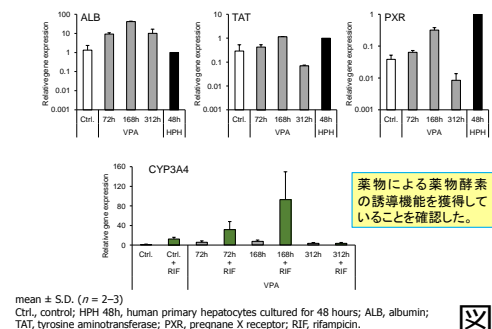 ALB
TAT
PXR
Relative gene expression
100
10
1
0.1
0.01
0.001
Relative gene expression
10
1
0.1
0.01
0.001
Relative gene expression
1
0.1
0.01
0.001
Ctrl. 72h 168h 312h 48h
VPA HPH
Ctrl. 72h 168h 312h 48h
VPA HPH
Ctrl. 72h 168h 312h 48h
VPA HPH
CYP3A4
Relative gene expression
160
120
80
40
0
Ctrl. Ctrl. + RIF 72h 72h + RIF 168h 168h + RIF 312h 312h + RIF
VPA
薬物による薬物酵素
の誘導機能を獲得して
いることを確認した。
mean ± S.D. (n = 2–3)
Ctrl., control; HPH 48h, human primary hepatocytes cultured for 48 hours; ALB, albumin;
TAT, tyrosine aminotransferase; PXR, pregnane X receptor; RIF, rifampicin.
図